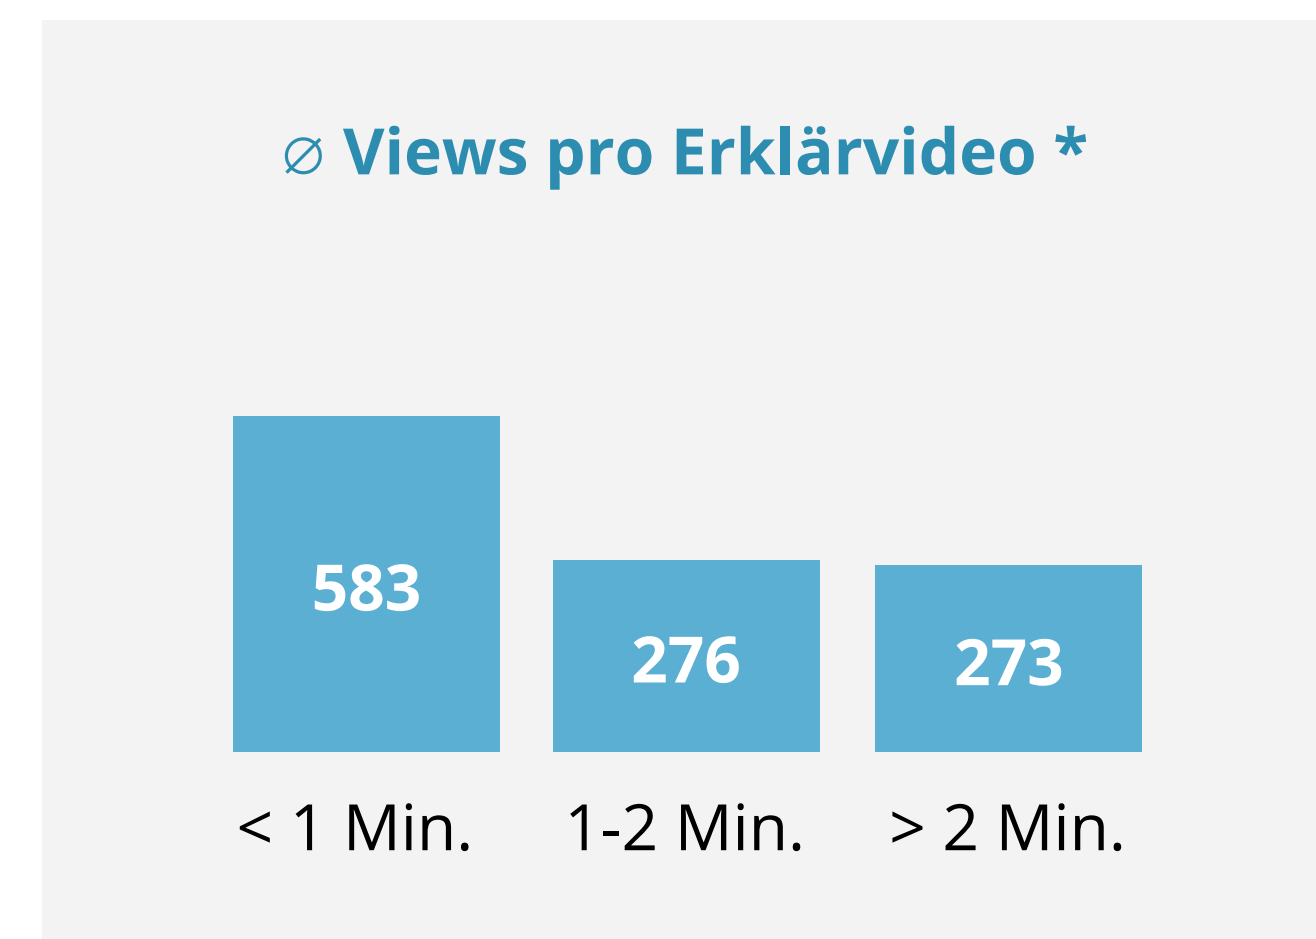 ∅ Views pro Erklärvideo *
583
276
273
< 1 Min.
1-2 Min.
> 2 Min.